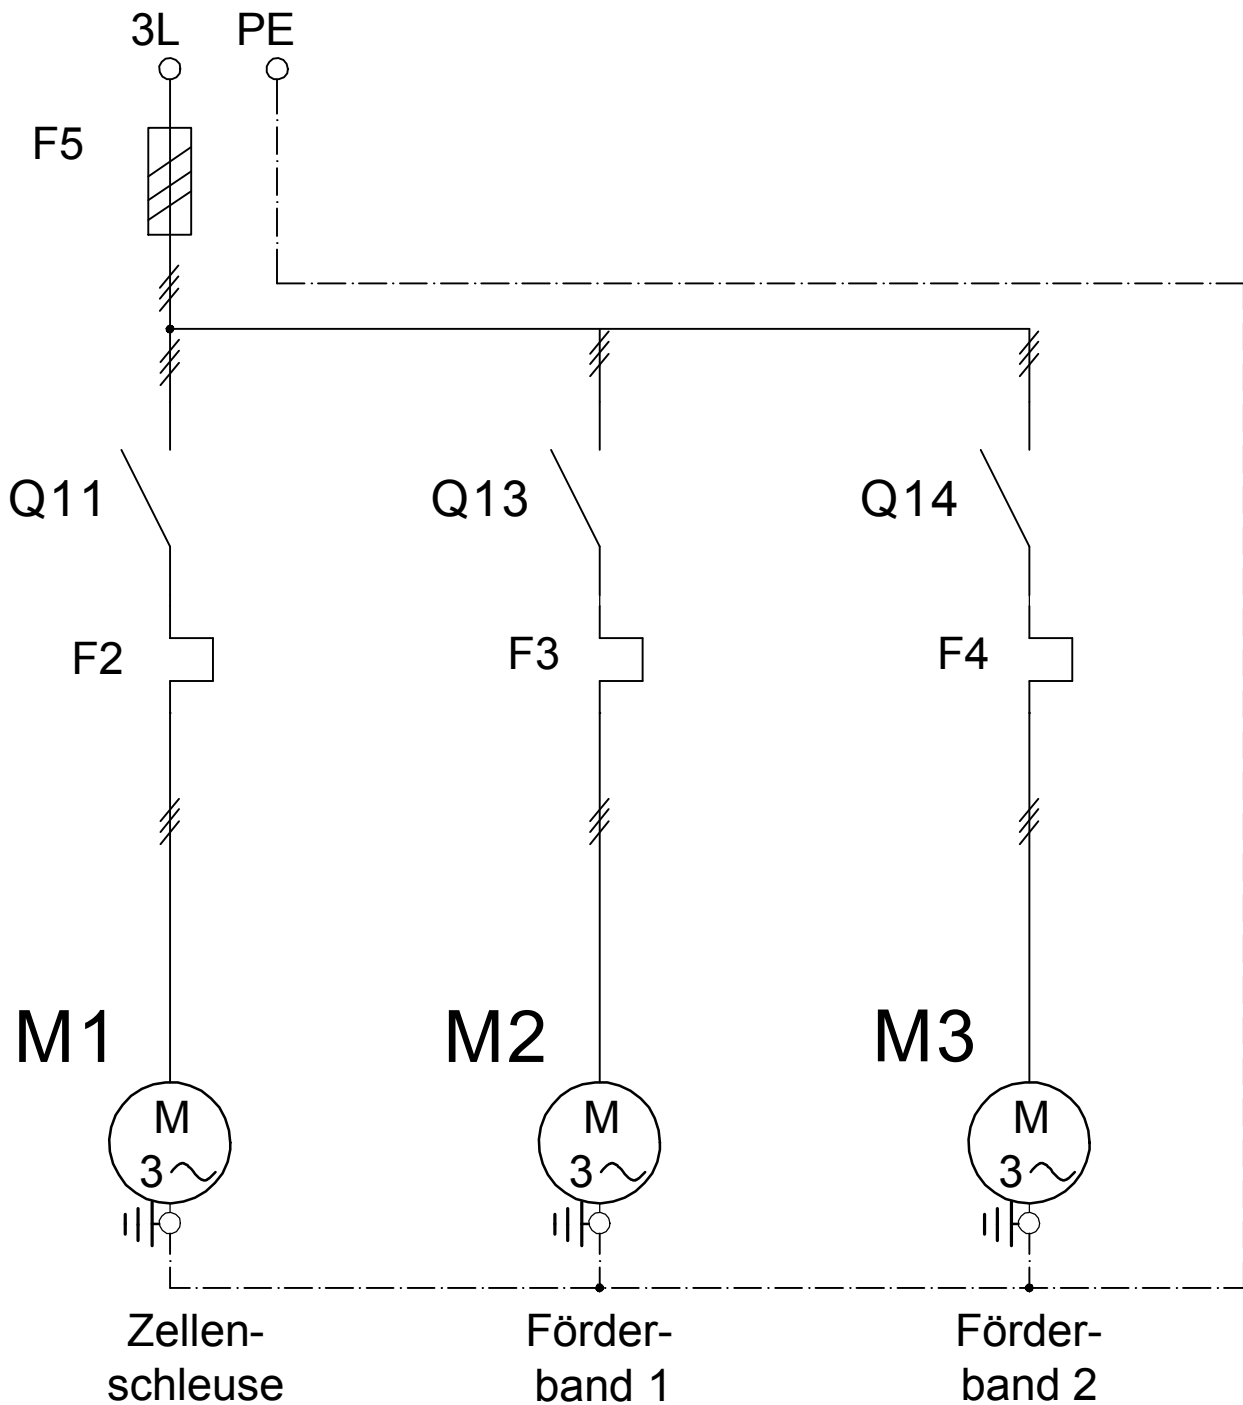 3L PE
F5
Q11 Q13 Q14
F2 F3 F4
M1 M2 M3
M M M
3 3 3
Zellen- Förder- Förder-
schleuse band 1 band 2